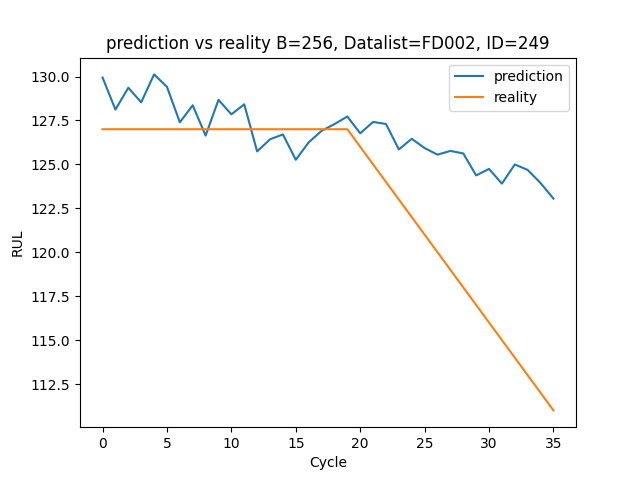 prediction vs reality B=256, Datalist=FD002, ID=249
prediction
reality
130.0
127.5
125.0
122.5
120.0
117.5
115.0
112.5
RUL
0 5 10 15 20 25 30 35
Cycle